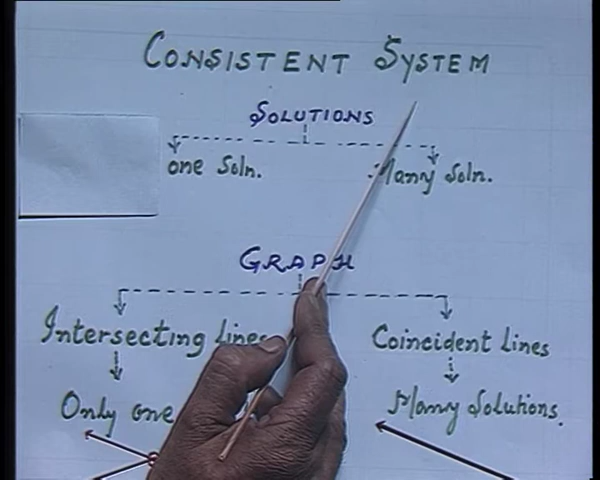 CONSISTENT SYSTEM
SOLUTIONS
one soln.
Many soln.
GRAPH
Intersecting lines
Coincident lines
Only one
Many solutions.